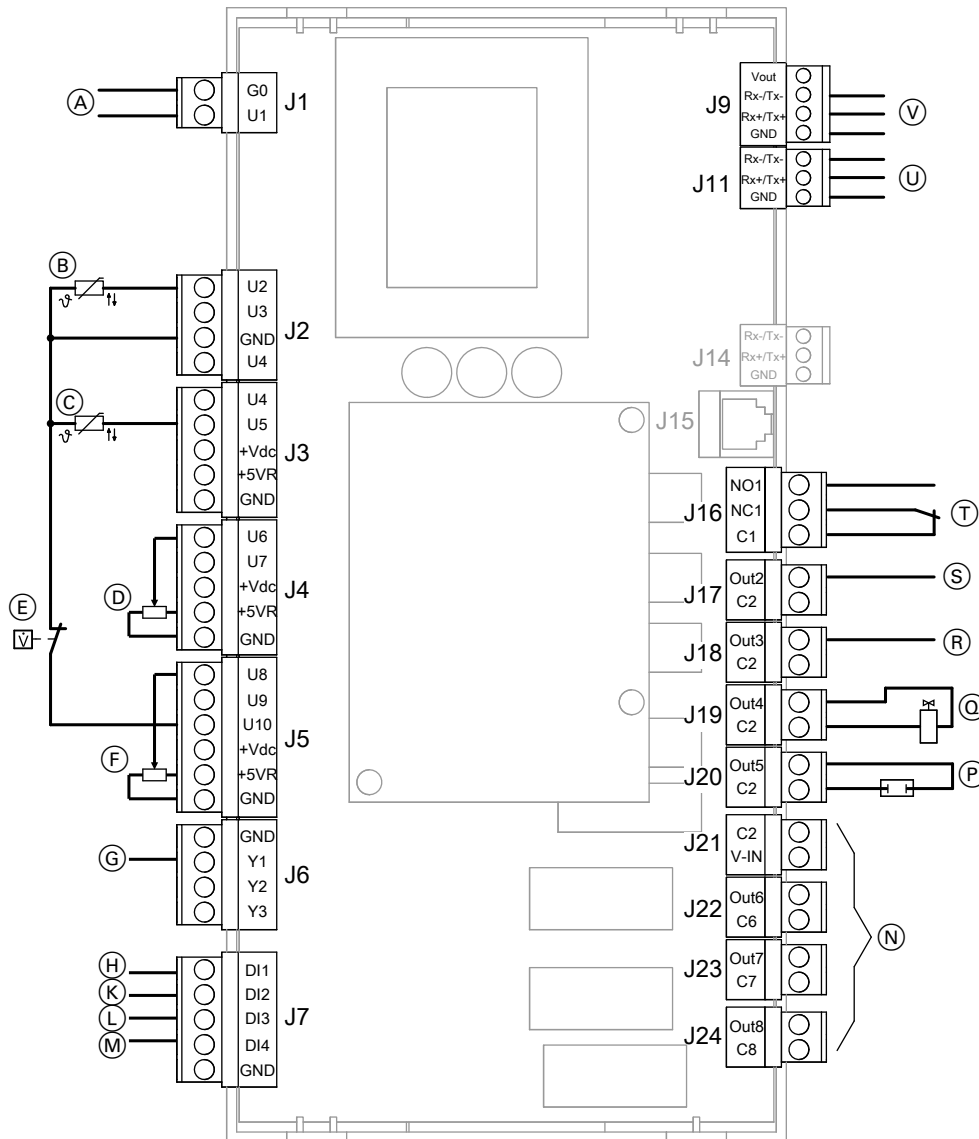 A
G0
U1
J1
B
U2
U3
GND
U4
J2
ϑ
C
U4
U5
+Vdc
+5VR
GND
J3
ϑ
D
U6
U7
+Vdc
+5VR
GND
J4
E
V̇
F
U8
U9
U10
+Vdc
+5VR
GND
J5
G
GND
Y1
Y2
Y3
J6
H
K
L
M
DI1
DI2
DI3
DI4
GND
J7
J9
Vout
Rx-/Tx-
Rx+/Tx+
GND
V
J11
Rx-/Tx-
Rx+/Tx+
GND
U
J14
Rx-/Tx-
Rx+/Tx+
GND
J15
J16
NO1
NC1
C1
T
J17
Out2
C2
S
J18
Out3
C2
R
J19
Out4
C2
Q
J20
Out5
C2
P
J21
C2
V-IN
J22
Out6
C6
N
J23
Out7
C7
J24
Out8
C8